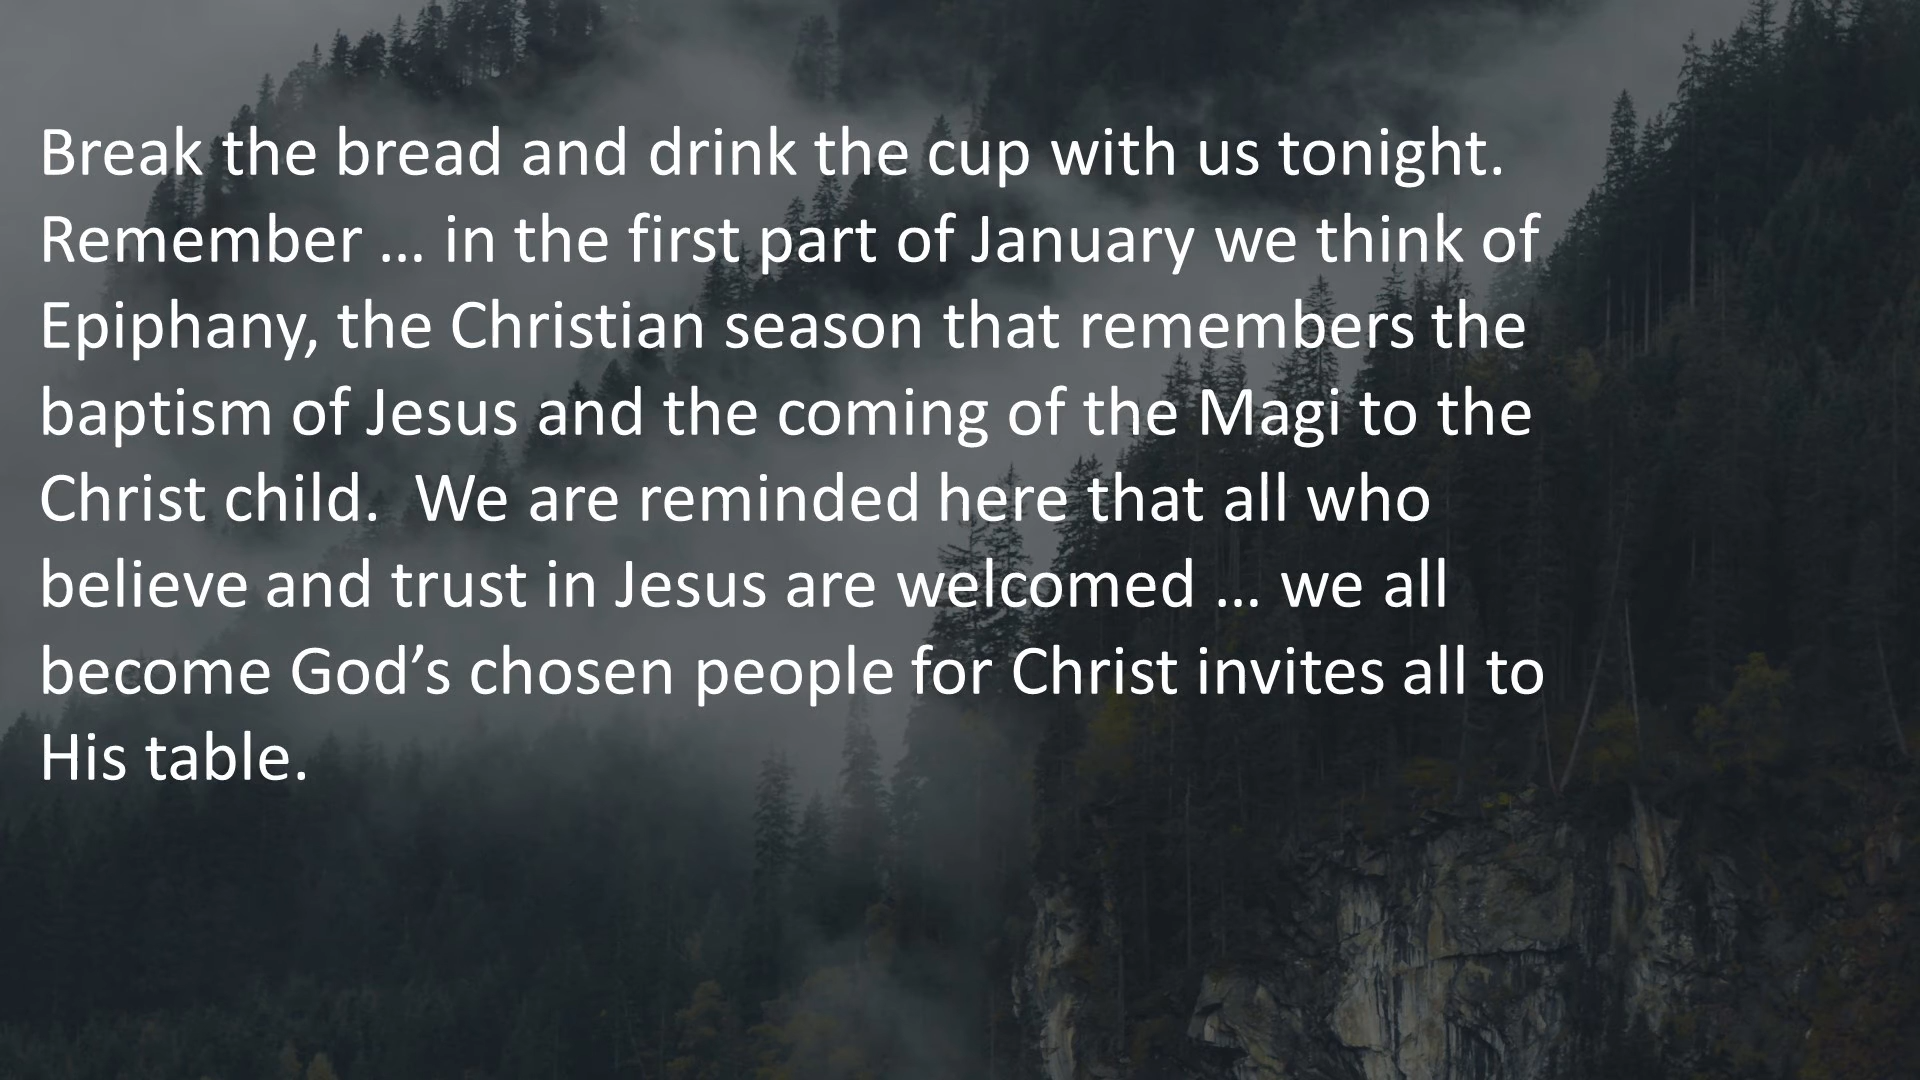 Break the bread and drink the cup with us tonight.
Remember … in the first part of January we think of
Epiphany, the Christian season that remembers the
baptism of Jesus and the coming of the Magi to the
Christ child.  We are reminded here that all who
believe and trust in Jesus are welcomed … we all
become God’s chosen people for Christ invites all to
His table.